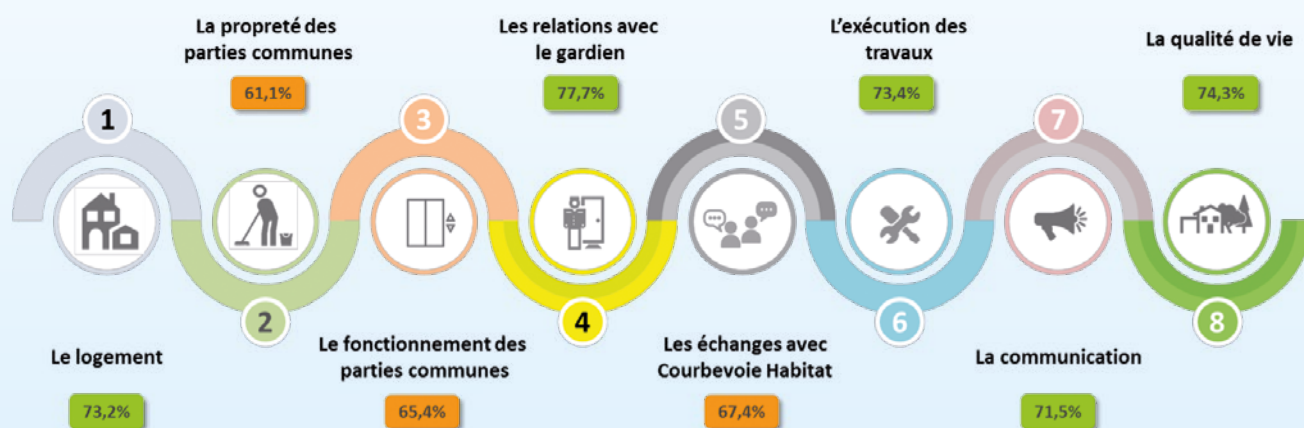 La propreté des
parties communes
61,1%
Les relations avec
le gardien
77,7%
L'exécution des
travaux
73,4%
La qualité de vie
74,3%
1
3
5
7
2
4
6
8
Le logement
73,2%
Le fonctionnement des
parties communes
65,4%
Les échanges avec
Courbevoie Habitat
67,4%
La communication
71,5%